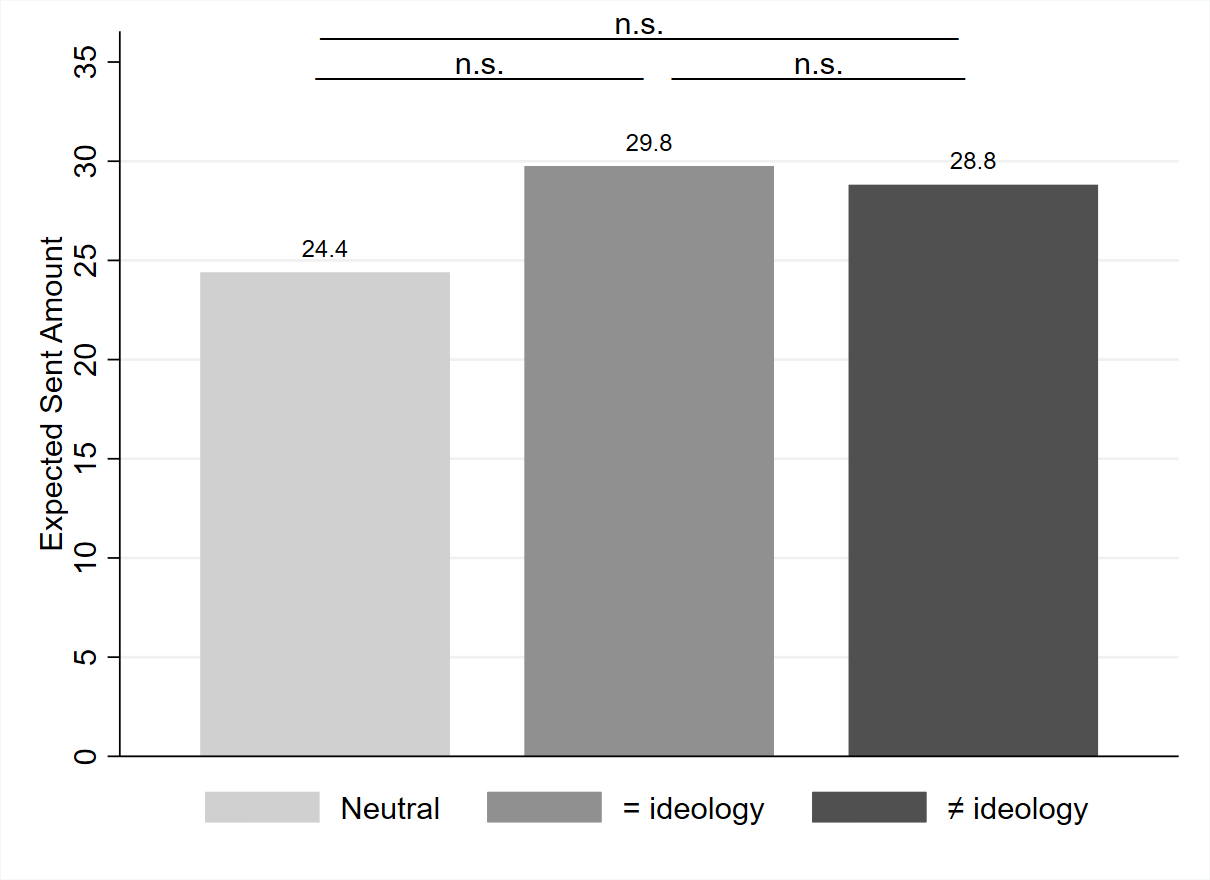 n.s.
n.s. n.s.
Expected Sent Amount
35
30
25
20
15
10
5
0
24.4
29.8
28.8
Neutral = ideology ≠ ideology